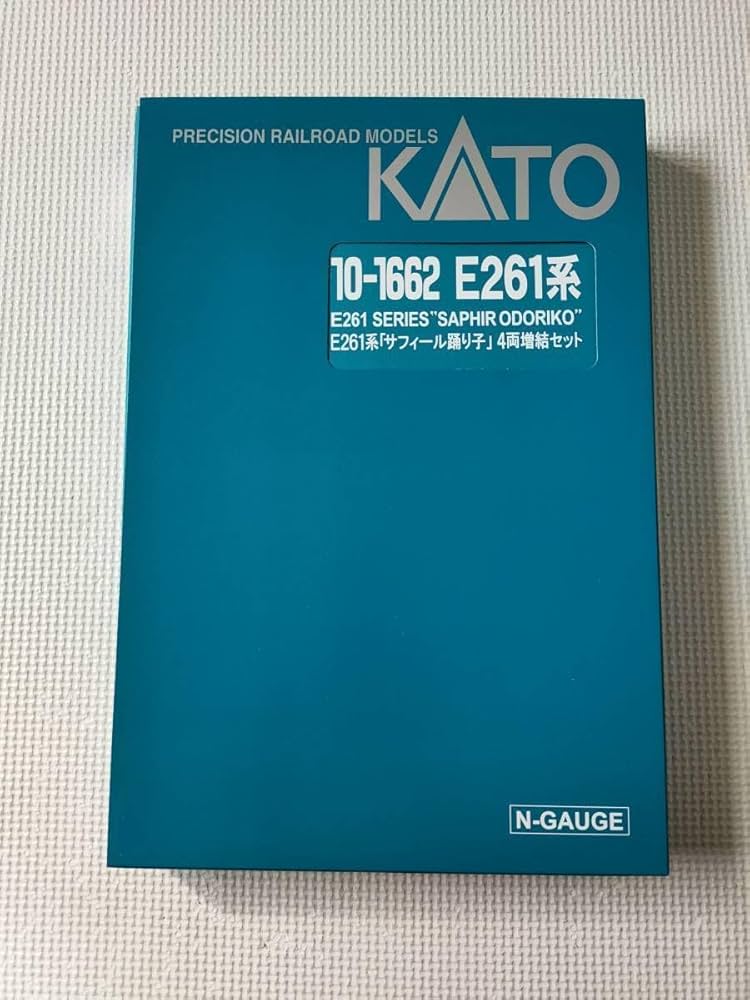 PRECISION RAILROAD MODELS
KATO
10-1662 E261系
E261 SERIES "SAPHIR ODORIKO"
E261系「サフィール踊り子」 4両増結セット
N-GAUGE